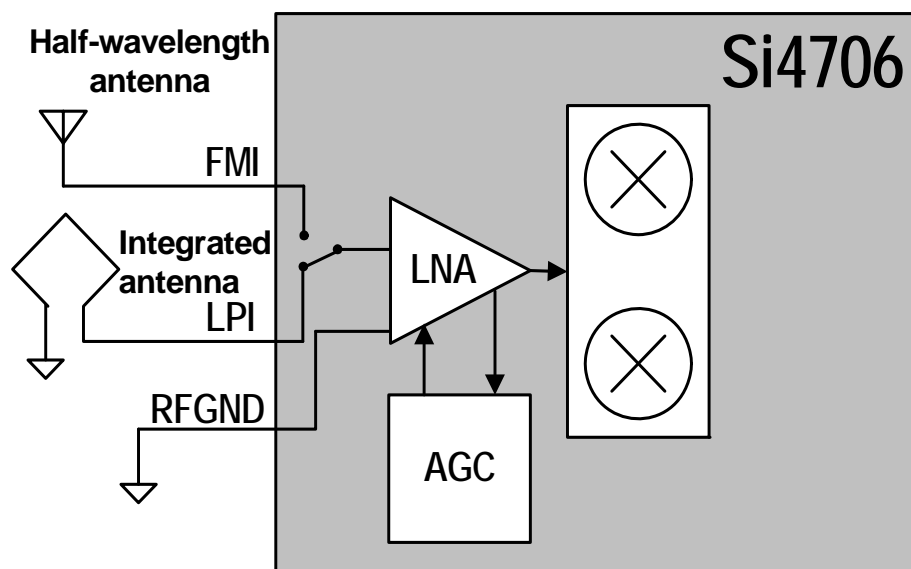 Half-wavelength
antenna
Si4706
FMI
Integrated
antenna
LPI
LNA
RFGND
AGC